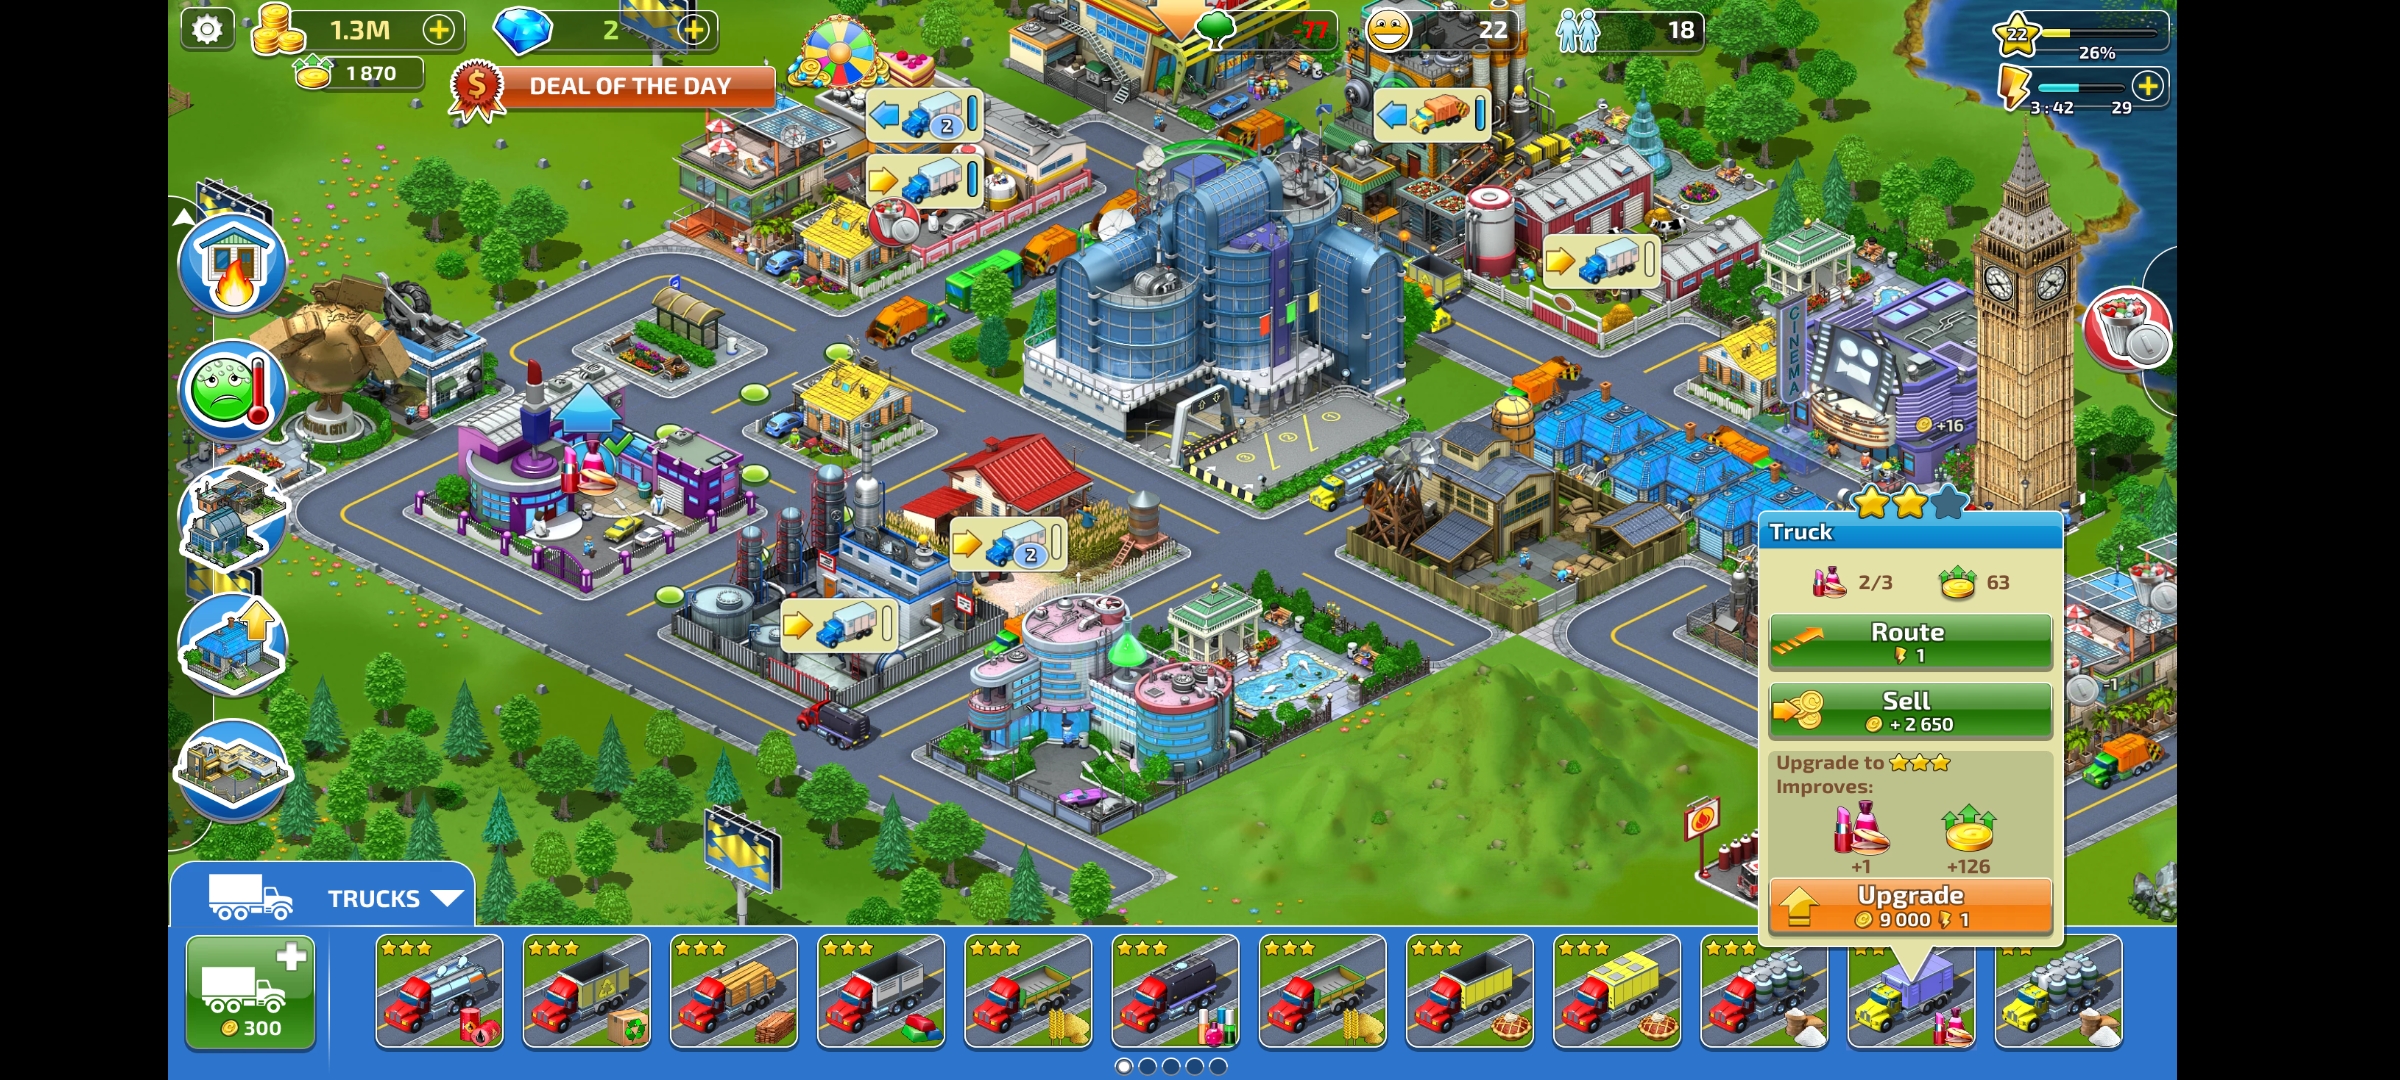 1.3M
2
-77
22
18
22
26%
1 870
DEAL OF THE DAY
3:42
29
2
CINEMA
+16
2
Truck
2/3
63
Route
1
Sell
+ 2 650
-1
Upgrade to
Improves:
+1
+126
Upgrade
9 000 1
TRUCKS
300